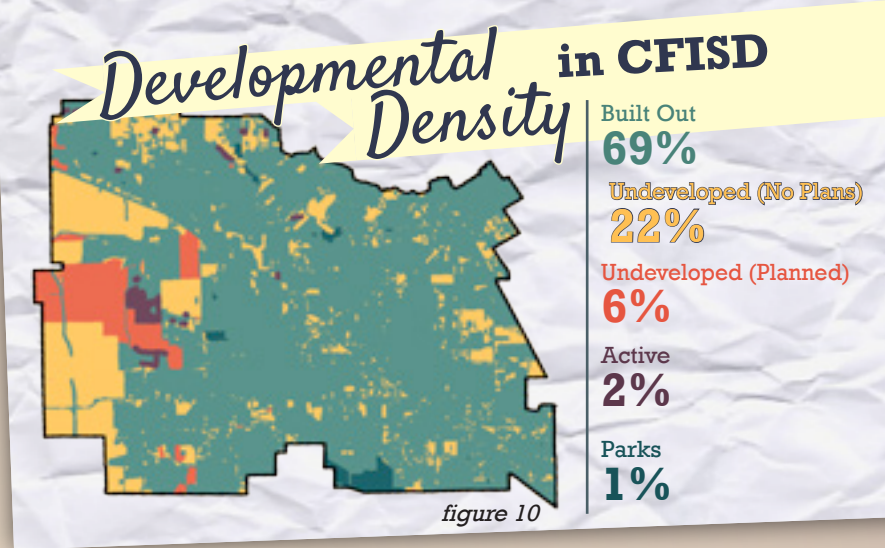 Developmental in CFISD
Density
Built Out
69%
Undeveloped (No Plans)
22%
Undeveloped (Planned)
6%
Active
2%
Parks
1%
figure 10